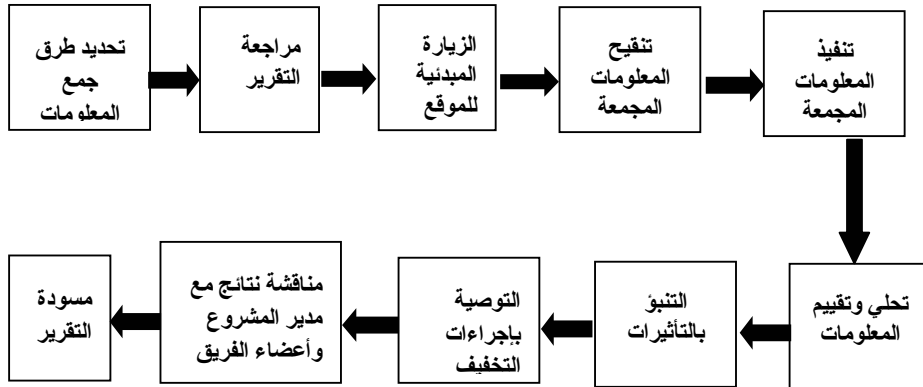 تحديد طرق
جمع
المعلومات
مراجعة
التقرير
الزيارة
المبدئية
للموقع
تنقيح
المعلومات
المجمعة
تنفيذ
المعلومات
المجمعة
تحلي وتقييم
المعلومات
التنبؤ
بالتأثيرات
التوصية
بإجراءات
التخفيف
مناقشة نتائج مع
مدير المشروع
وأعضاء الفريق
مسودة
التقرير